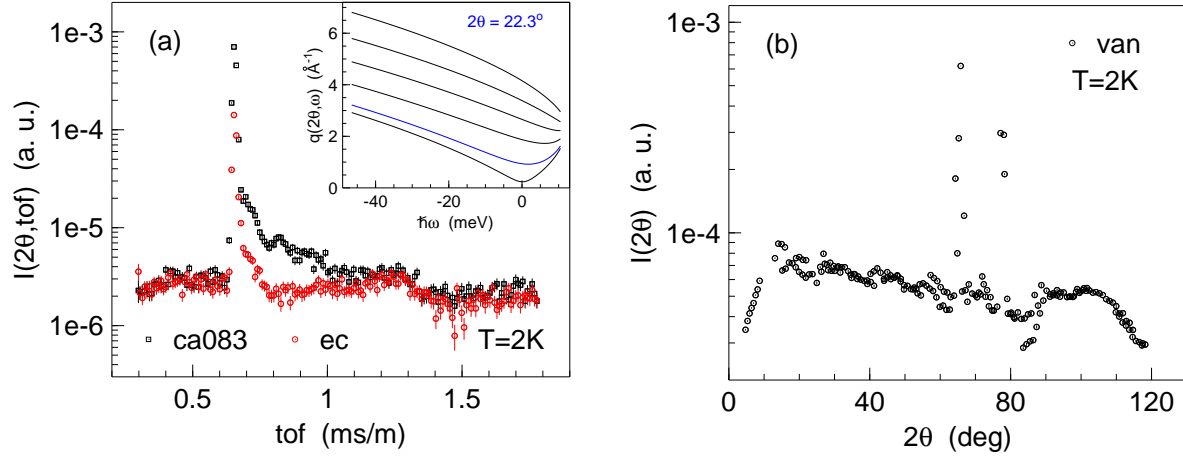 (a)
I(2θ,tof) (a. u.)
1e-3
1e-4
1e-5
1e-6
0.5
1
1.5
tof (ms/m)
ca083
ec
T=2K
2θ = 22.3°
q(2θ,ω) (Å⁻¹)
6
4
2
0
-40
-20
0
ħω (meV)
(b)
van
T=2K
I(2θ) (a. u.)
1e-3
1e-4
0
40
80
120
2θ (deg)